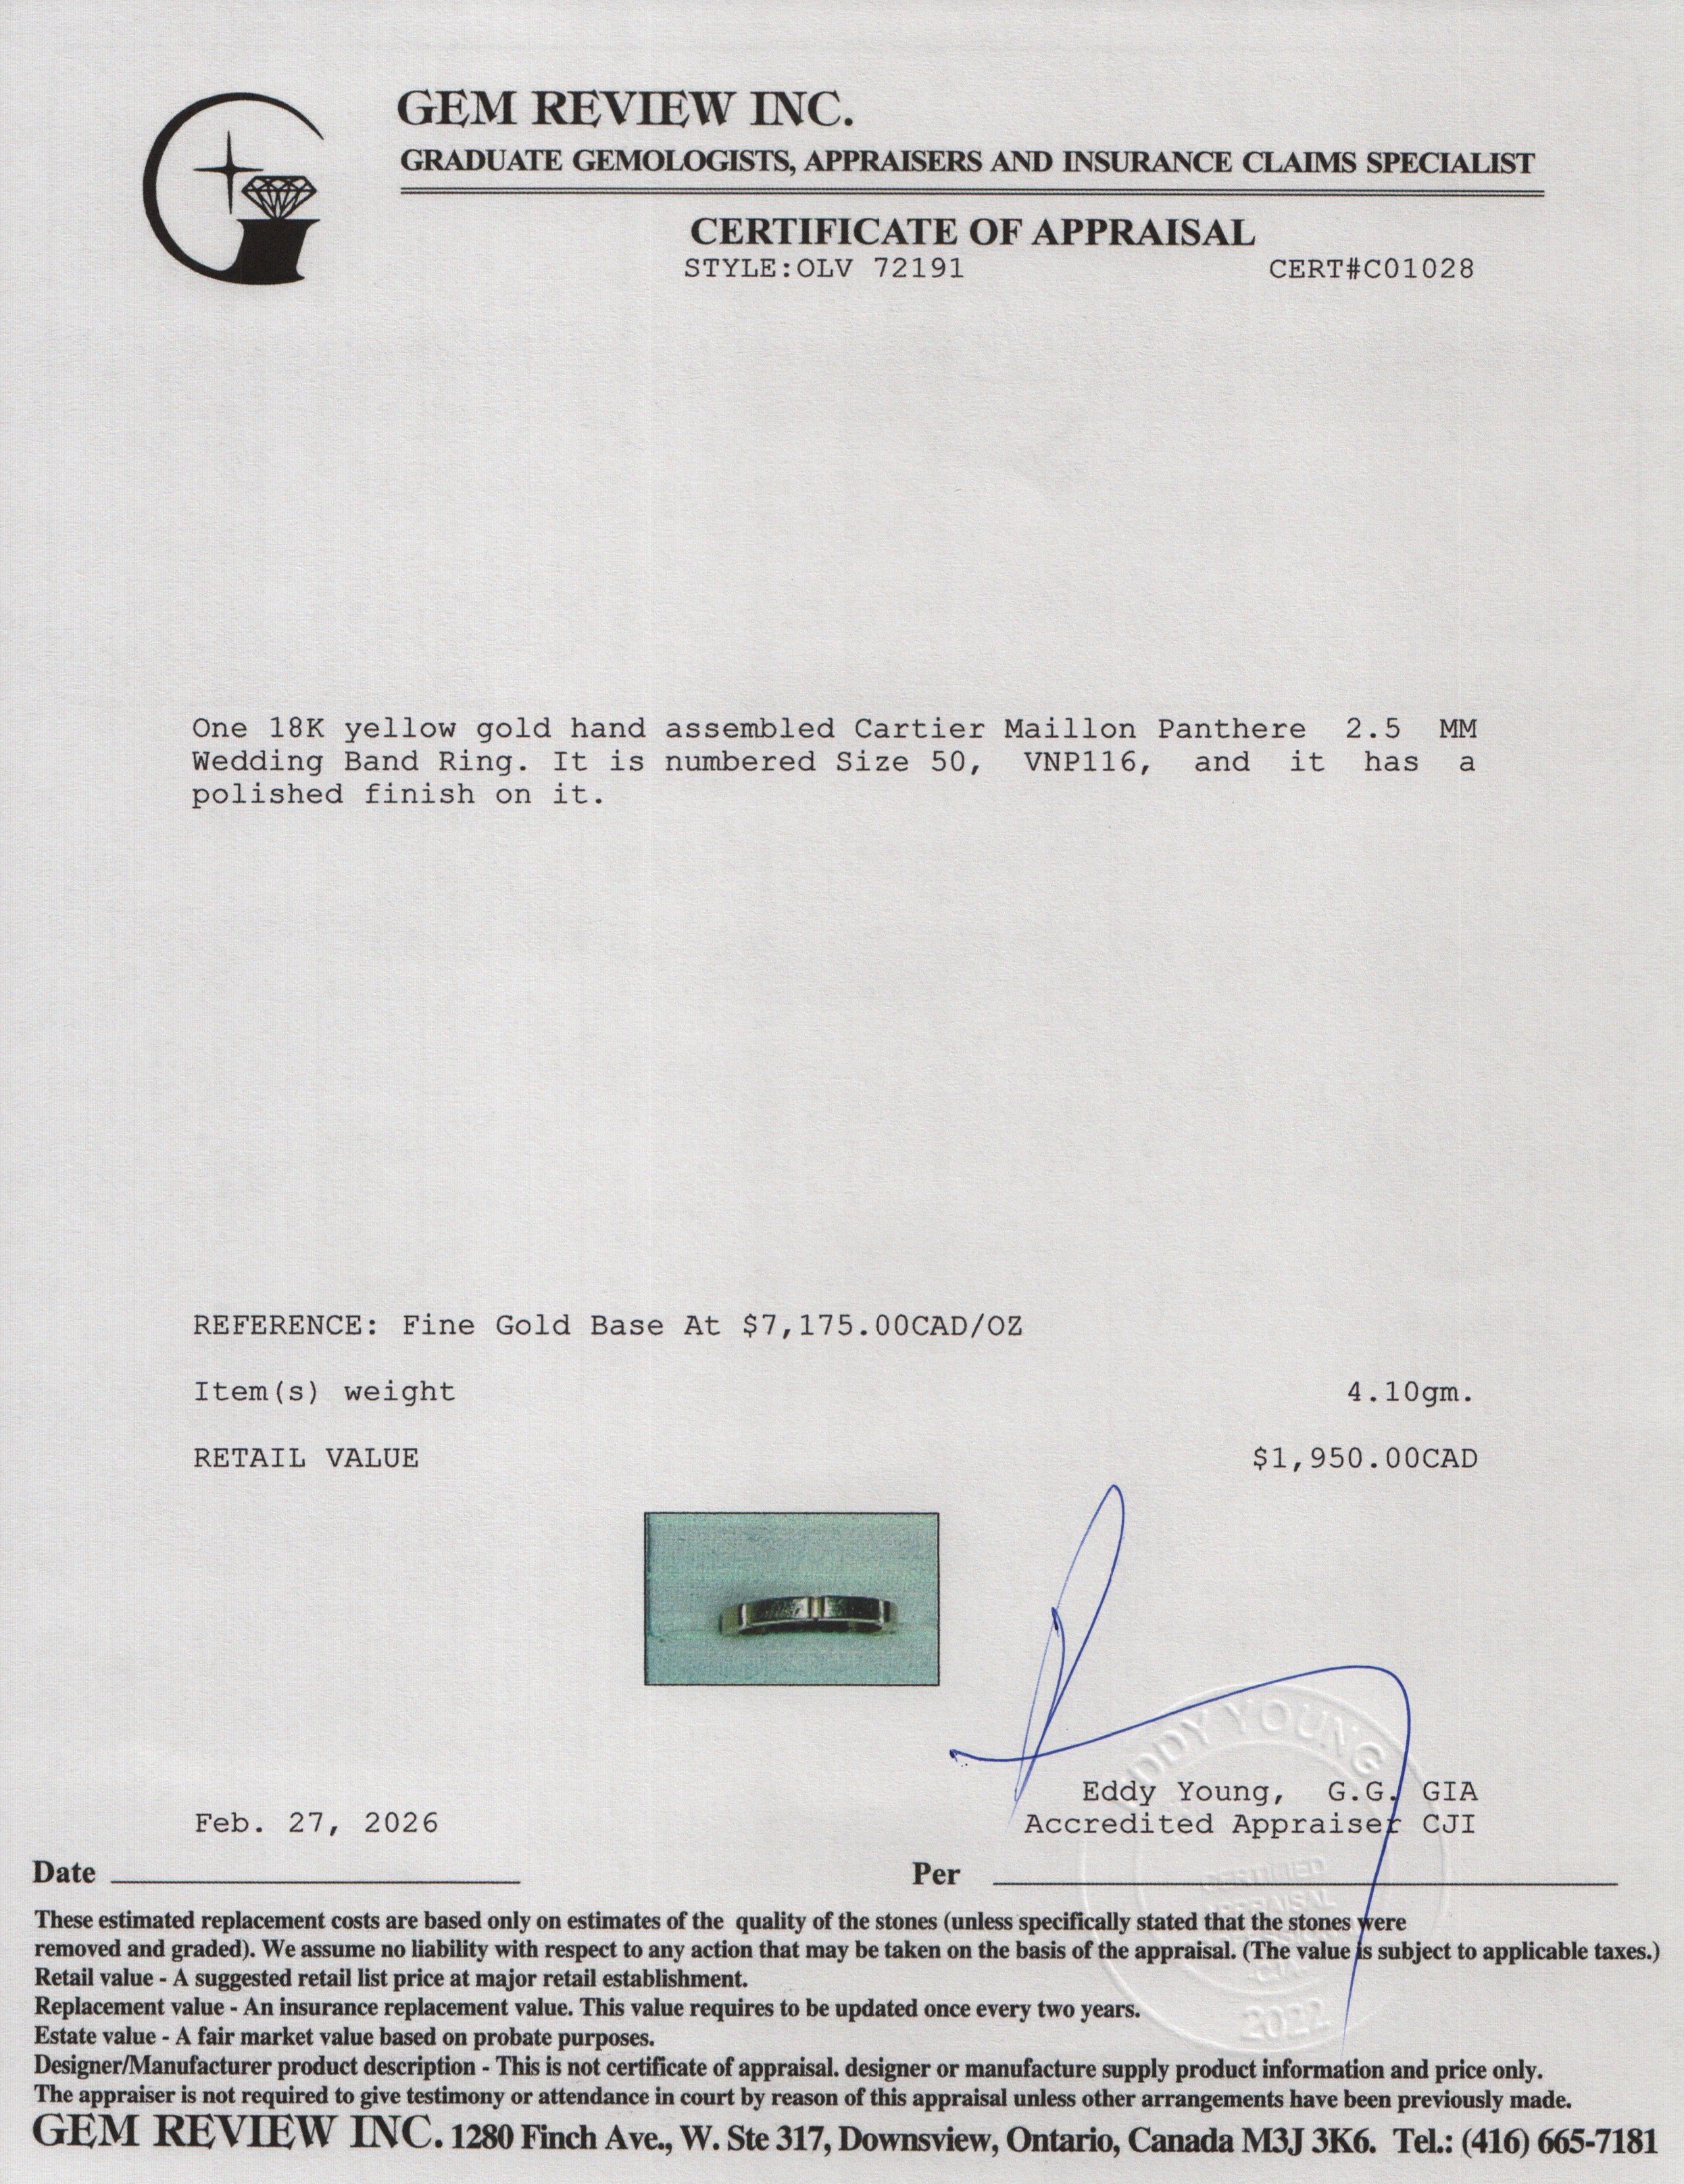 GEM REVIEW INC.
GRADUATE GEMOLOGISTS, APPRAISERS AND INSURANCE CLAIMS SPECIALIST
CERTIFICATE OF APPRAISAL
STYLE:OLV 72191 CERT#C01028
One 18K yellow gold hand assembled Cartier Maillon Panthere 2.5 MM
Wedding Band Ring. It is numbered Size 50, VNP116, and it has a
polished finish on it.
REFERENCE: Fine Gold Base At $7,175.00CAD/OZ
Item(s) weight 4.10gm.
RETAIL VALUE $1,950.00CAD
DDY YOUNG
Eddy Young, G.G. GIA
Feb. 27, 2026 Accredited Appraiser CJI
Date Per
CERTIFIED
APPRAISAL
2022
These estimated replacement costs are based only on estimates of the quality of the stones (unless specifically stated that the stones were
removed and graded). We assume no liability with respect to any action that may be taken on the basis of the appraisal. (The value is subject to applicable taxes.)
Retail value - A suggested retail list price at major retail establishment.
Replacement value - An insurance replacement value. This value requires to be updated once every two years.
Estate value - A fair market value based on probate purposes.
Designer/Manufacturer product description - This is not certificate of appraisal. designer or manufacture supply product information and price only.
The appraiser is not required to give testimony or attendance in court by reason of this appraisal unless other arrangements have been previously made.
GEM REVIEW INC. 1280 Finch Ave., W. Ste 317, Downsview, Ontario, Canada M3J 3K6. Tel.: (416) 665-7181